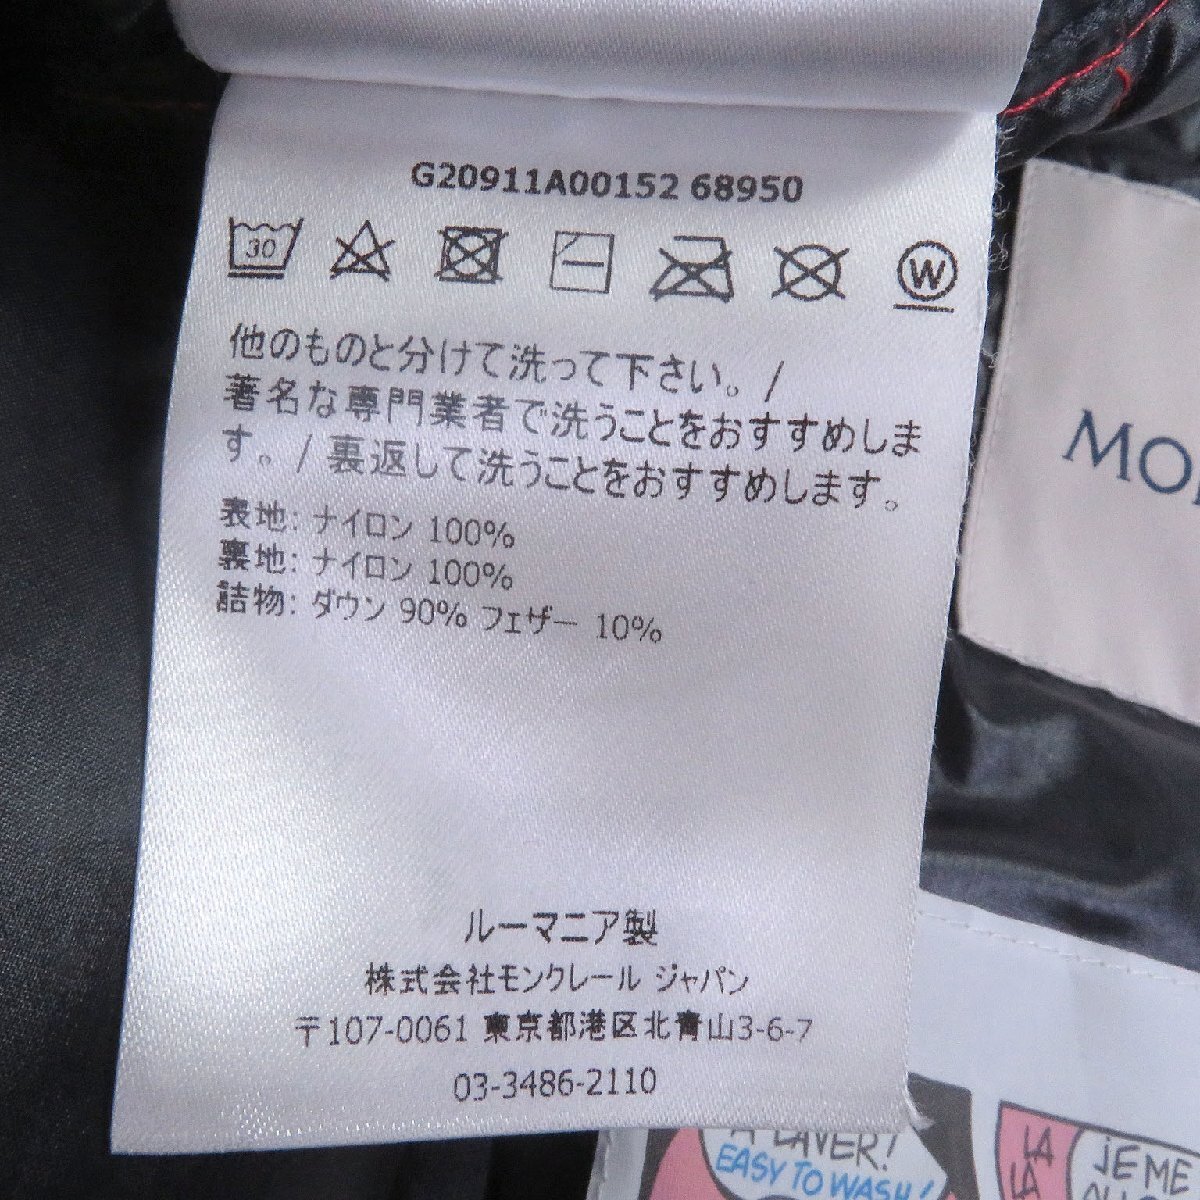 G20911A00152 68950
30
W
他のものと分けて洗って下さい。/
著名な専門業者で洗うことをおすすめしま
す。/ 裏返して洗うことをおすすめします。
表地: ナイロン 100%
裏地: ナイロン 100%
詰物: ダウン 90% フェザー 10%
ルーマニア製
株式会社モンクレール ジャパン
〒107-0061 東京都港区北青山3-6-7
03-3486-2110
MO
A LAVER!
EASY TO WASH!
LA
LA
JE ME